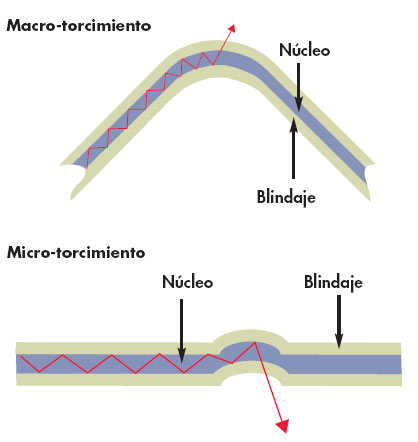 Macro-torcimiento
Núcleo
Blindaje
Micro-torcimiento
Núcleo
Blindaje